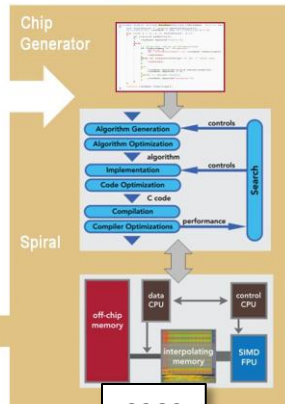 Chip
Generator
Algorithm Generation
controls
Algorithm Optimization
algorithm
Implementation
controls
Code Optimization
Search
C code
Compilation
performance
Compiler Optimizations
Spiral
off-chip
memory
data
CPU
control
CPU
interpolating
memory
SIMD
FPU